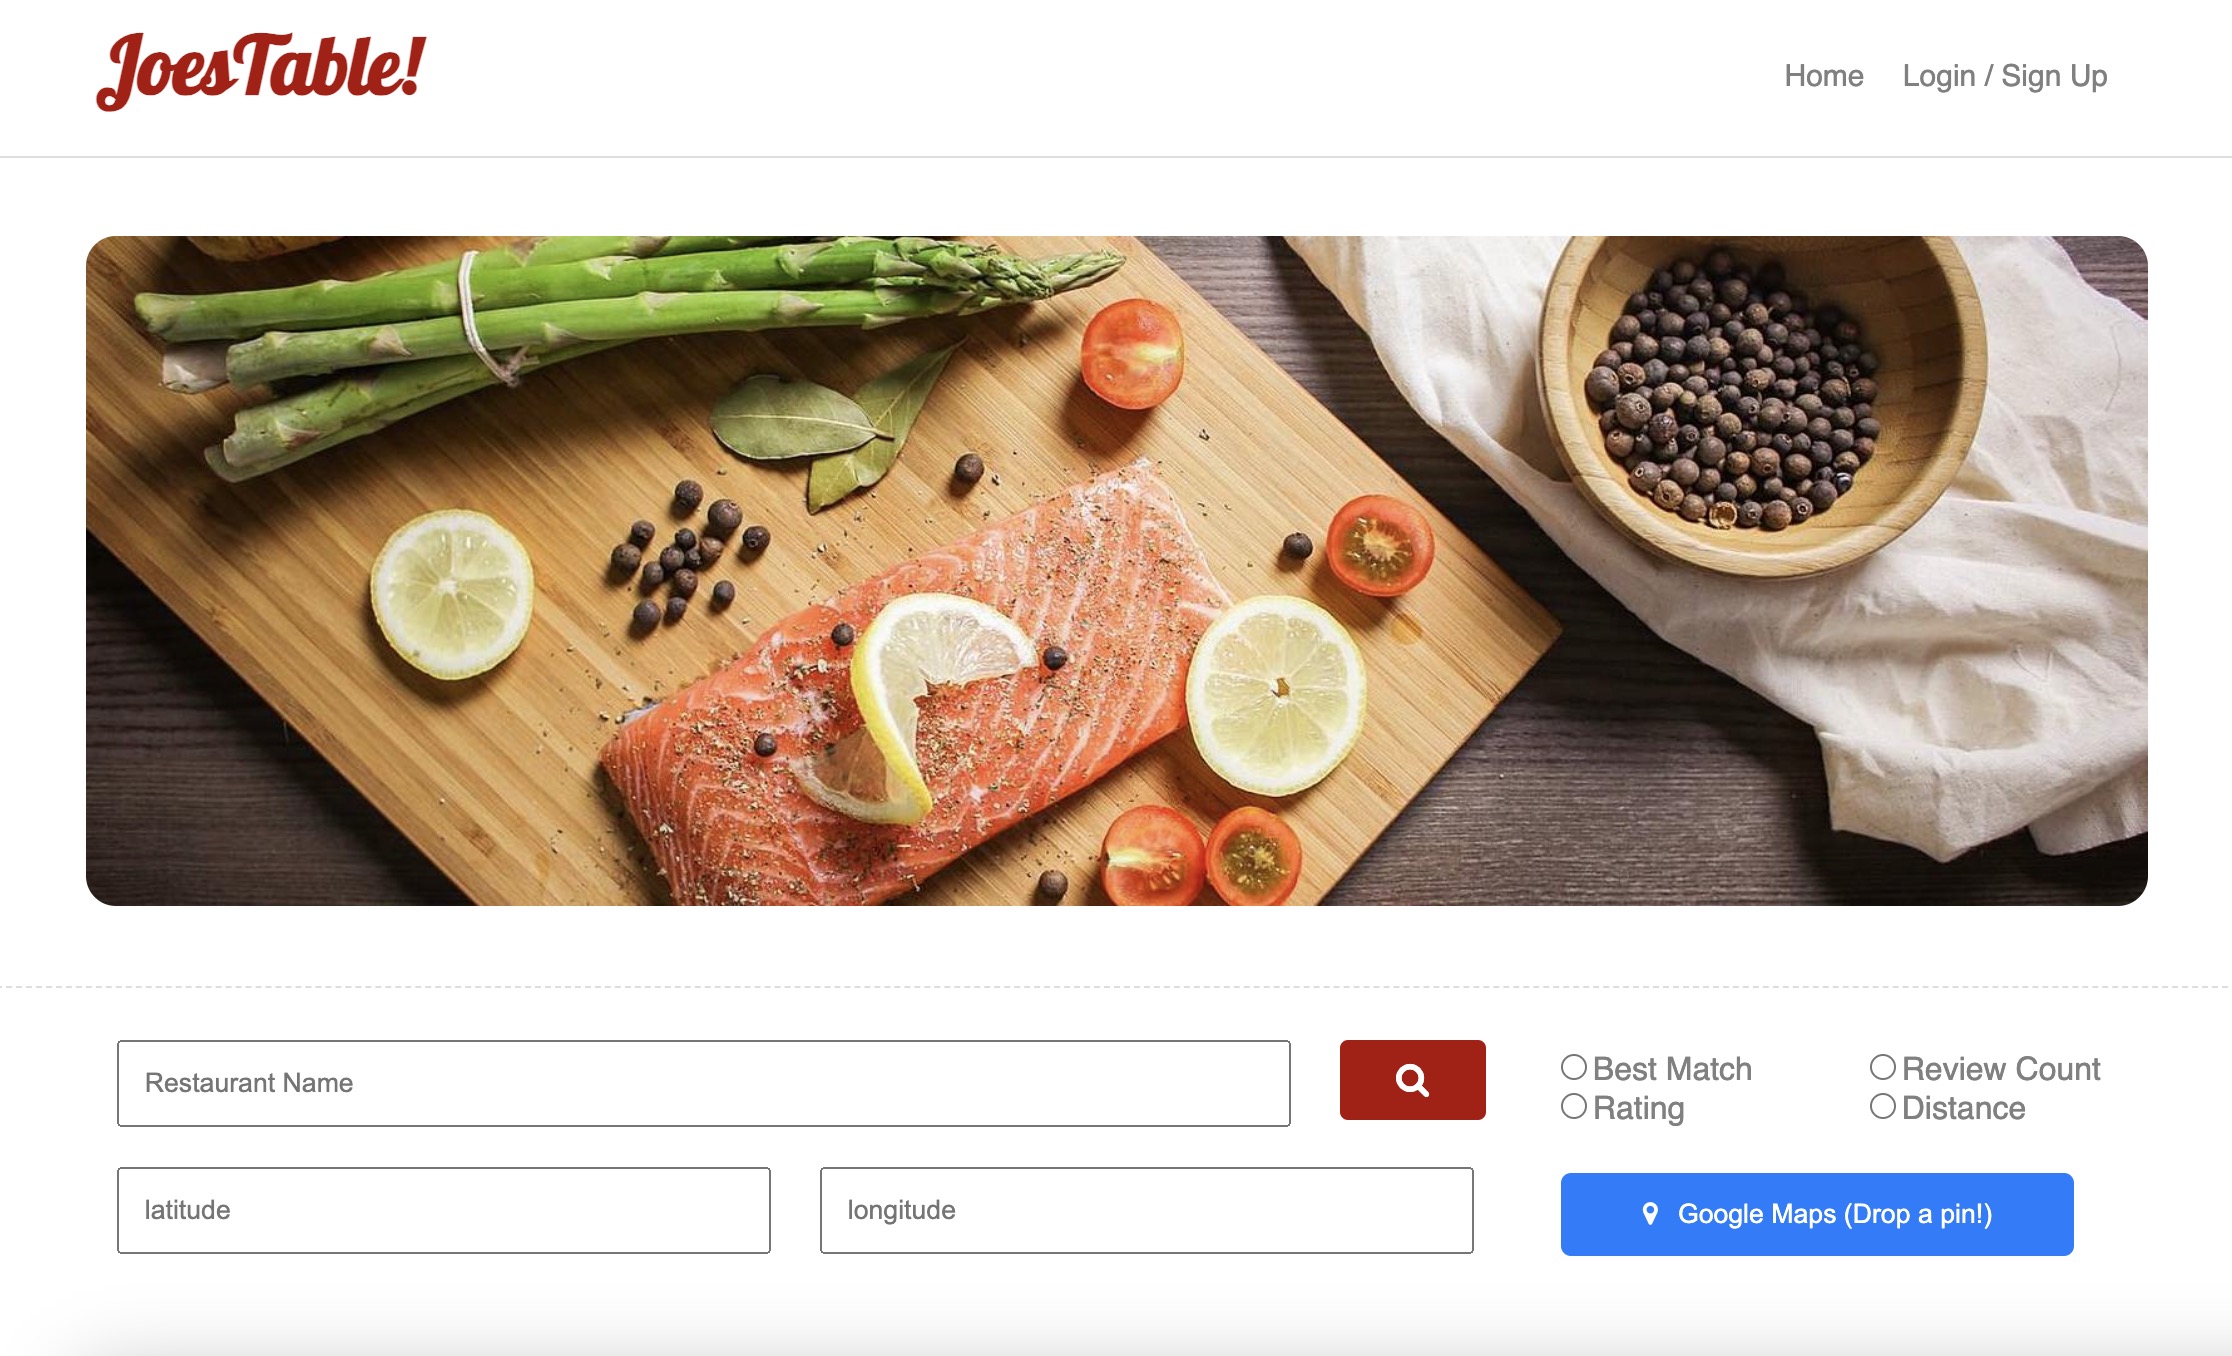 JoesTable!
Home Login / Sign Up
Restaurant Name
Best Match Review Count
Rating Distance
latitude longitude Google Maps (Drop a pin!)